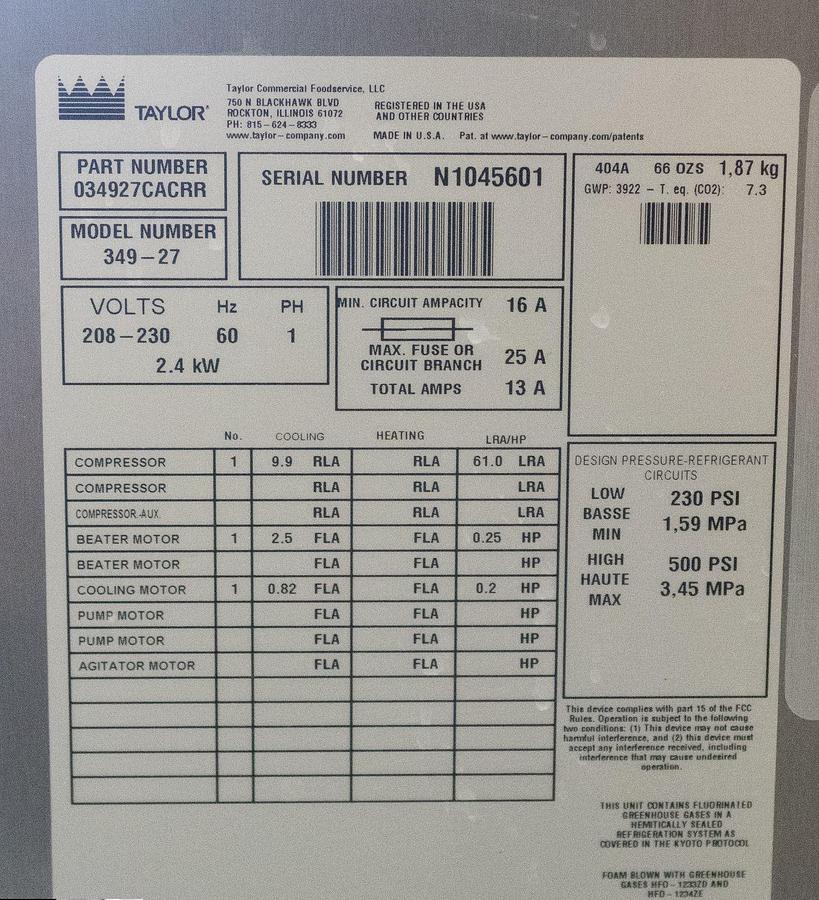 TAYLOR®
Taylor Commercial Foodservice, LLC
750 N BLACKHAWK BLVD
ROCKTON, ILLINOIS 61072
PH: 815-624-8333
www.taylor-company.com
REGISTERED IN THE USA
AND OTHER COUNTRIES
MADE IN U.S.A. Pat. at www.taylor-company.com/patents
PART NUMBER
034927CACRR
MODEL NUMBER
349-27
SERIAL NUMBER N1045601
404A 66 OZS 1,87 kg
GWP: 3922 - T. eq. (CO2): 7.3
VOLTS Hz PH
208-230 60 1
2.4 kW
MIN. CIRCUIT AMPACITY 16 A
MAX. FUSE OR
CIRCUIT BRANCH 25 A
TOTAL AMPS 13 A
No. COOLING HEATING LRA/HP
COMPRESSOR 1 9.9 RLA RLA 61.0 LRA
COMPRESSOR RLA RLA LRA
COMPRESSOR-AUX. RLA RLA LRA
BEATER MOTOR 1 2.5 FLA FLA 0.25 HP
BEATER MOTOR FLA FLA HP
COOLING MOTOR 1 0.82 FLA FLA 0.2 HP
PUMP MOTOR FLA FLA HP
PUMP MOTOR FLA FLA HP
AGITATOR MOTOR FLA FLA HP
DESIGN PRESSURE-REFRIGERANT
CIRCUITS
LOW
BASSE
MIN
230 PSI
1,59 MPa
HIGH
HAUTE
MAX
500 PSI
3,45 MPa
This device complies with part 15 of the FCC
Rules. Operation is subject to the following
two conditions: (1) This device may not cause
harmful interference, and (2) this device must
accept any interference received, including
interference that may cause undesired
operation.
THIS UNIT CONTAINS FLUORINATED
GREENHOUSE GASES IN A
HEMITICALLY SEALED
REFRIGERATION SYSTEM AS
COVERED IN THE KYOTO PROTOCOL
FOAM BLOWN WITH GREENHOUSE
GASES HFO-1233ZD AND
HFO-1234ZE